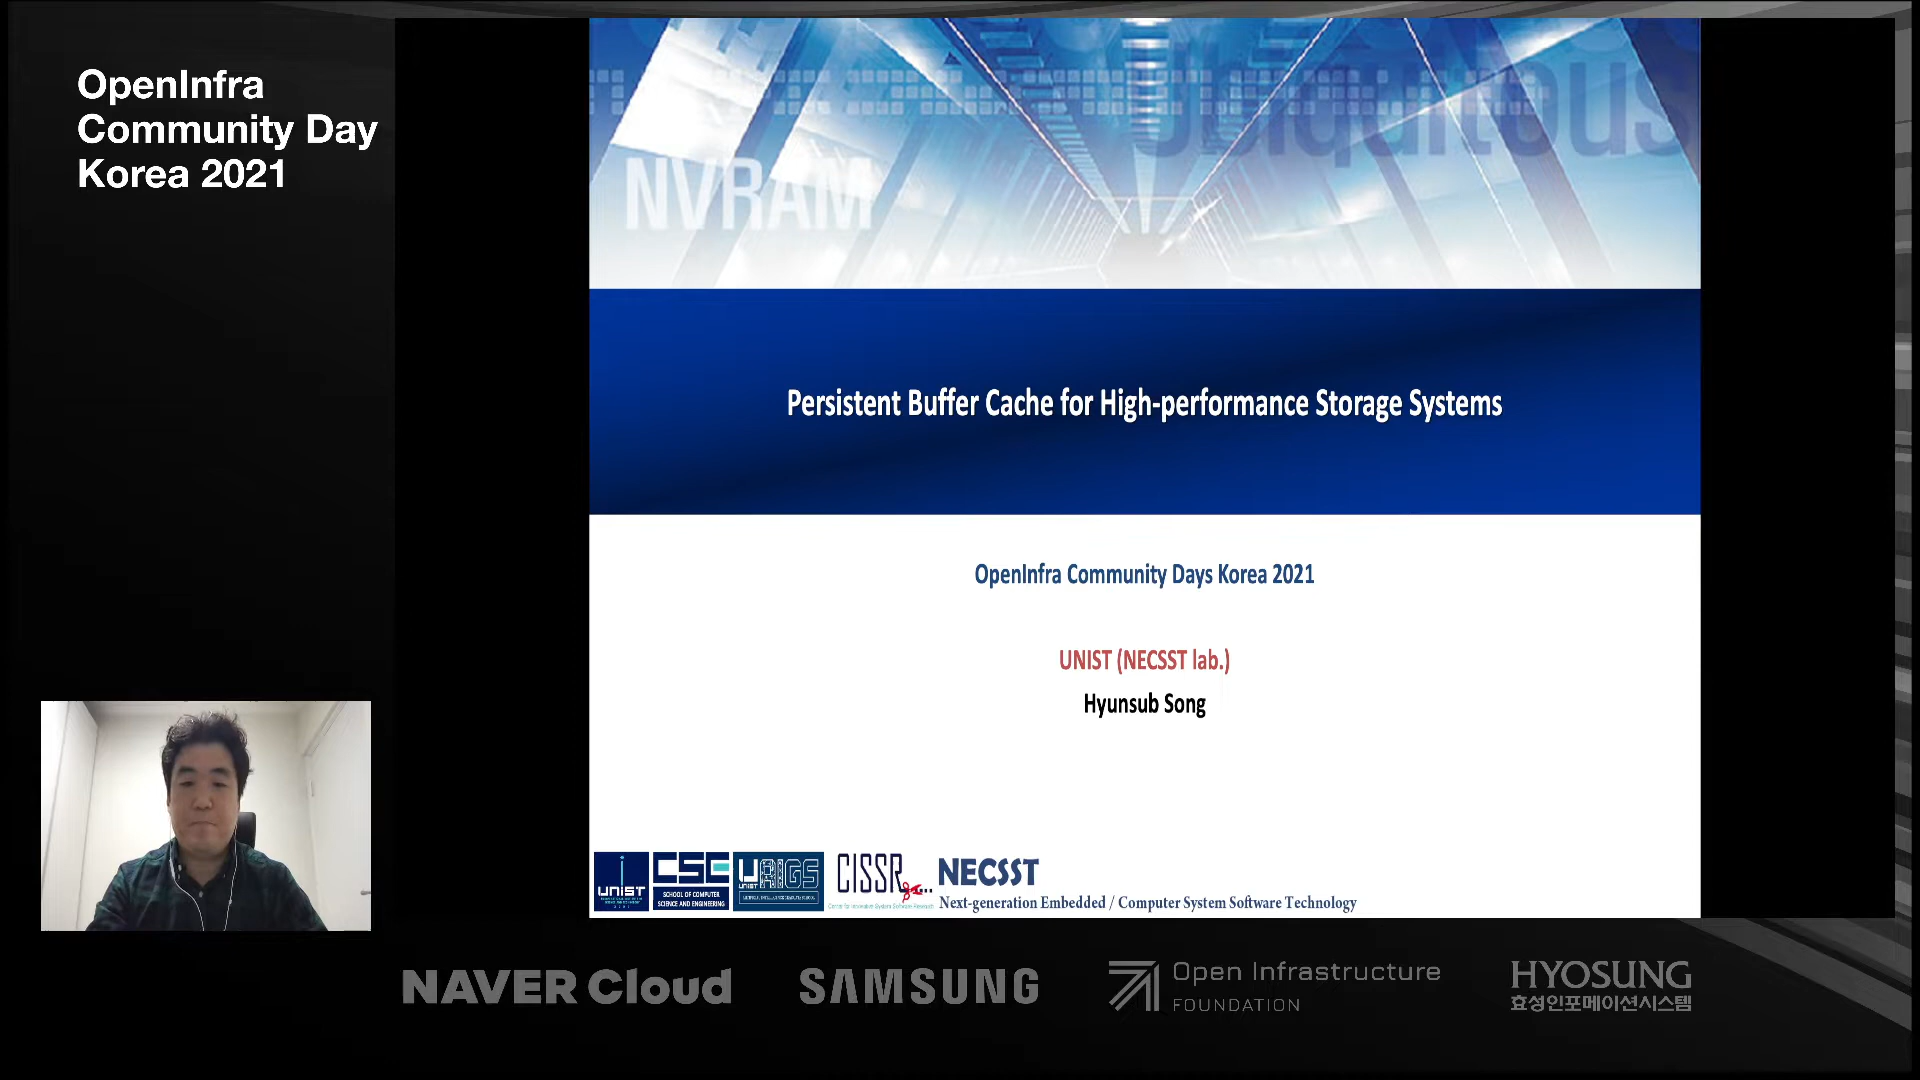 OpenInfra
Community Day
Korea 2021
Ubiquitous
NVRAM
Persistent Buffer Cache for High-performance Storage Systems
OpenInfra Community Days Korea 2021
UNIST (NECSST lab.)
Hyunsub Song
UNIST
CSE
SCHOOL OF COMPUTER
SCIENCE AND ENGINEERING
UNIST
AIGS
CISSR
NECSST
Next-generation Embedded / Computer System Software Technology
NAVER Cloud
SAMSUNG
Open Infrastructure
FOUNDATION
HYOSUNG
효성인포메이션시스템